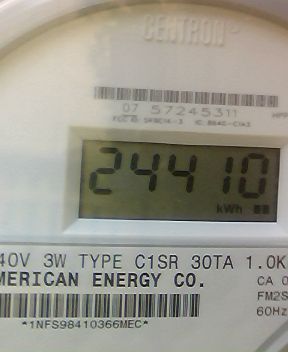 CENTRON
07 57245311
24410
kWh
40V 3W TYPE C1SR 30TA 1.0K
MERICAN ENERGY CO.
CA 0
FM2S
60Hz
*1NFS98410366MEC*